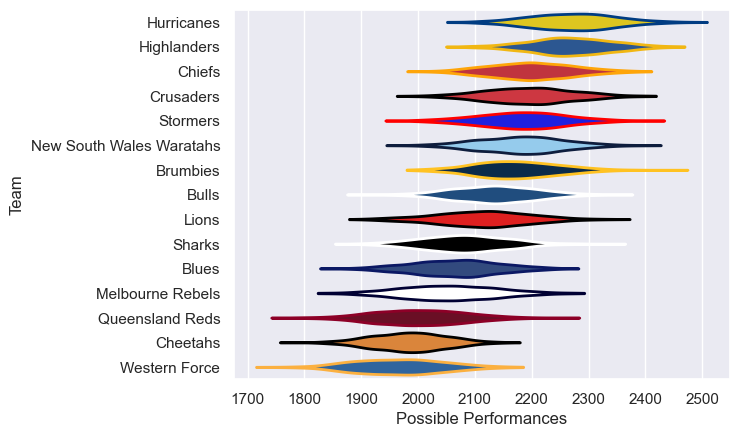 Hurricanes
Highlanders
Chiefs
Crusaders
Stormers
New South Wales Waratahs
Brumbies
Bulls
Lions
Sharks
Blues
Melbourne Rebels
Queensland Reds
Cheetahs
Western Force
Team
1700 1800 1900 2000 2100 2200 2300 2400 2500
Possible Performances